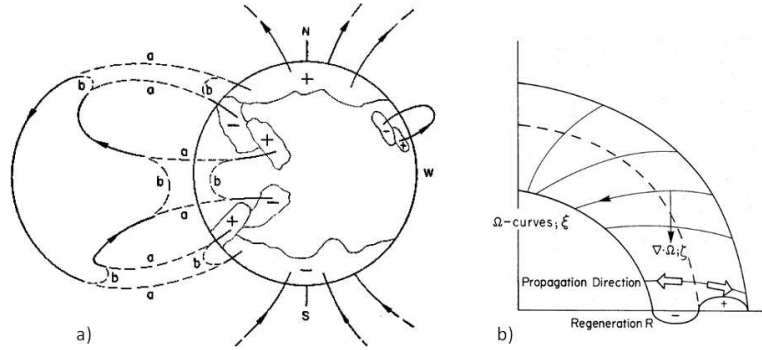 N
a
+
b b
a
− −
+ +
a
W
b b
−
a
+
a b
b
−
a
S
a)
Ω-curves; ξ
∇·Ω; ζ
Propagation Direction
− +
Regeneration R
b)